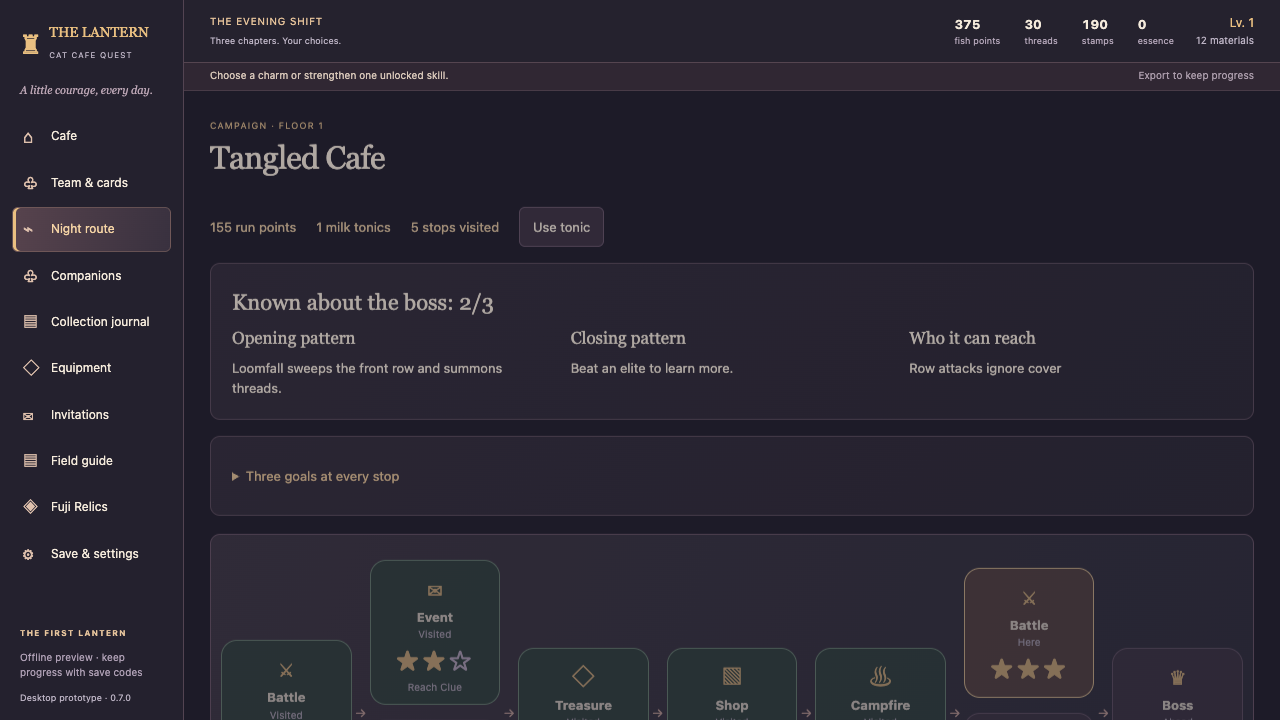 THE LANTERN
CAT CAFE QUEST
A little courage, every day.
Cafe
Team & cards
Night route
Companions
Collection journal
Equipment
Invitations
Field guide
Fuji Relics
Save & settings
THE FIRST LANTERN
Offline preview · keep
progress with save codes
Desktop prototype · 0.7.0
THE EVENING SHIFT
Three chapters. Your choices.
375 fish points
30 threads
190 stamps
0 essence
Lv. 1
12 materials
Choose a charm or strengthen one unlocked skill.
Export to keep progress
CAMPAIGN · FLOOR 1
Tangled Cafe
155 run points
1 milk tonics
5 stops visited
Use tonic
Known about the boss: 2/3
Opening pattern
Loomfall sweeps the front row and summons
threads.
Closing pattern
Beat an elite to learn more.
Who it can reach
Row attacks ignore cover
Three goals at every stop
Battle
Visited
Event
Visited
Reach Clue
Treasure
Shop
Campfire
Battle
Here
Boss